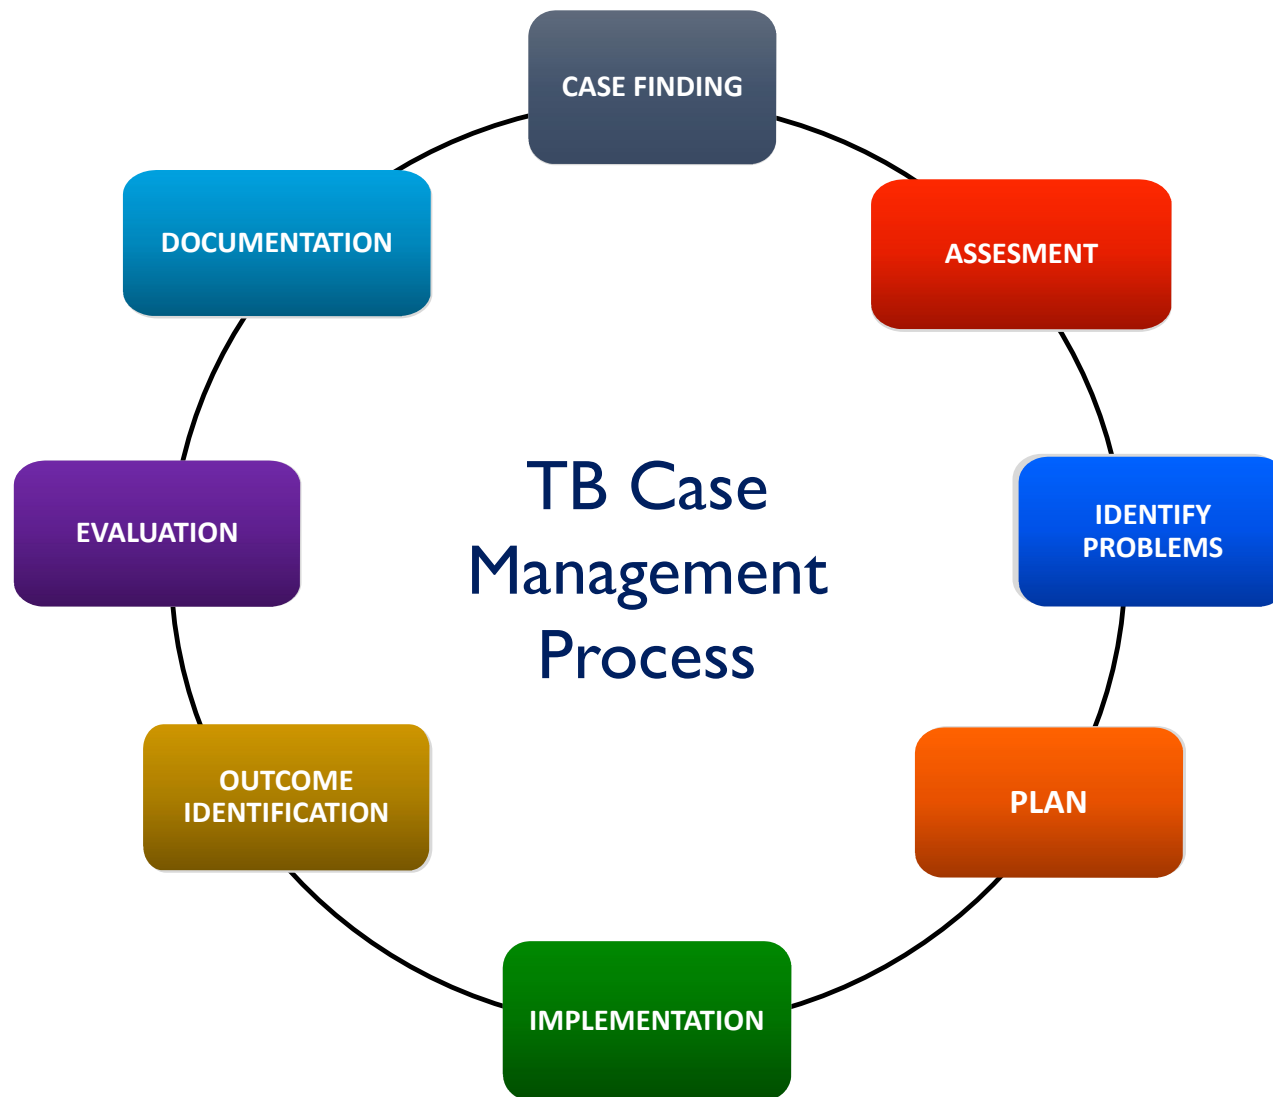 CASE FINDING
ASSESMENT
IDENTIFY
PROBLEMS
PLAN
IMPLEMENTATION
OUTCOME
IDENTIFICATION
EVALUATION
DOCUMENTATION
TB Case
Management
Process